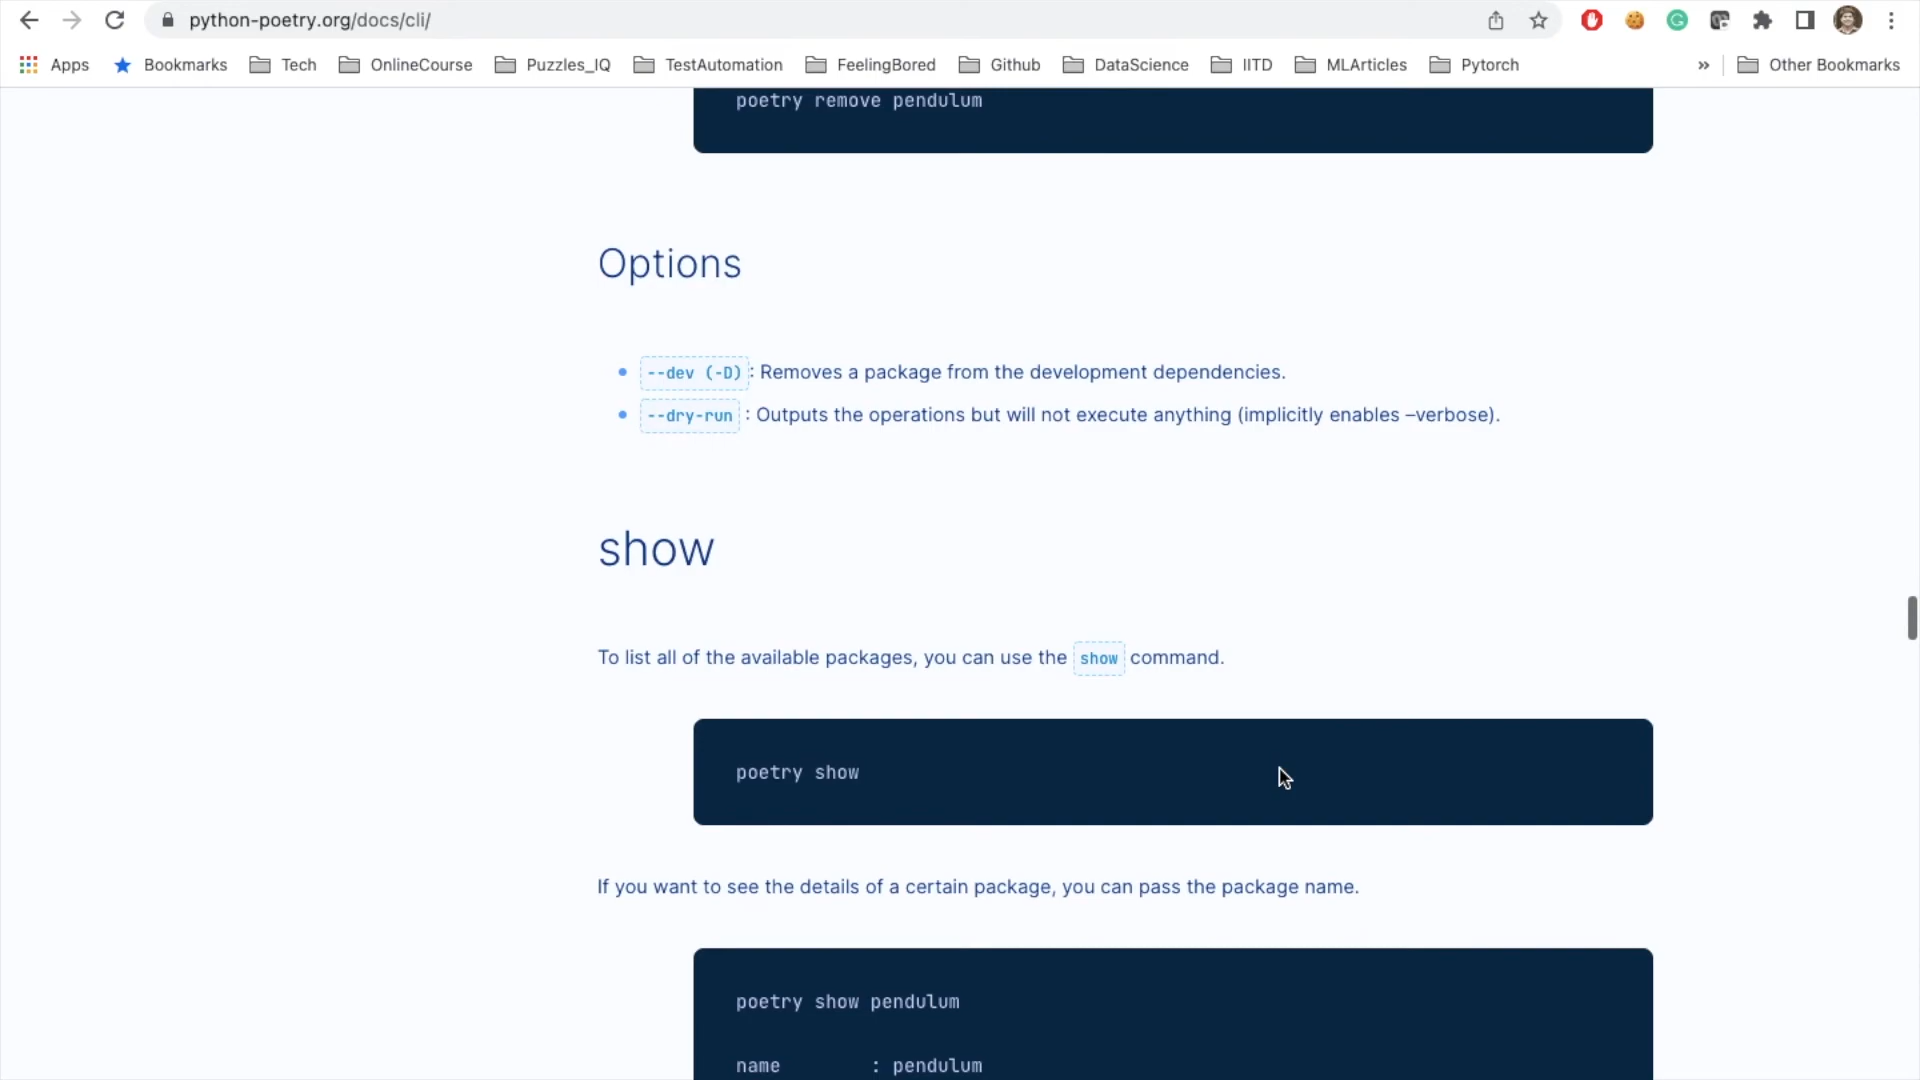 python-poetry.org/docs/cli/
Apps Bookmarks Tech OnlineCourse Puzzles_IQ TestAutomation FeelingBored Github DataScience IITD MLArticles Pytorch » Other Bookmarks
poetry remove pendulum
Options
--dev (-D): Removes a package from the development dependencies.
--dry-run : Outputs the operations but will not execute anything (implicitly enables –verbose).
show
To list all of the available packages, you can use the show command.
poetry show
If you want to see the details of a certain package, you can pass the package name.
poetry show pendulum
name : pendulum